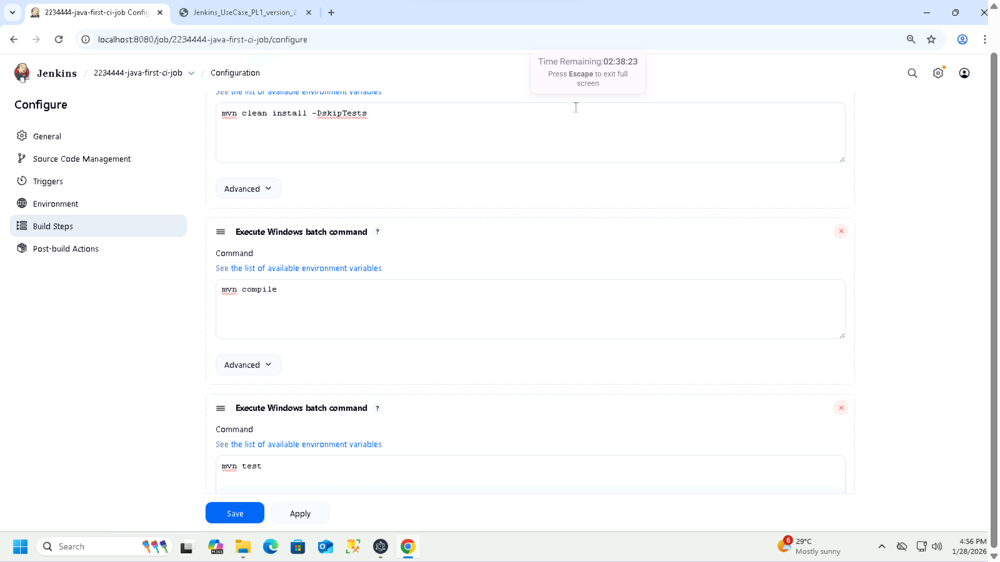 2234444-java-first-ci-job Config
Jenkins_UseCase_PL1_version_2
localhost:8080/job/2234444-java-first-ci-job/configure
Time Remaining:02:38:23
Press Escape to exit full
screen
Jenkins / 2234444-java-first-ci-job / Configuration
Configure
General
Source Code Management
Triggers
Environment
Build Steps
Post-build Actions
See the list of available environment variables
mvn clean install -DskipTests
Advanced
Execute Windows batch command ?
Command
See the list of available environment variables
mvn compile
Advanced
Execute Windows batch command ?
Command
See the list of available environment variables
mvn test
Save
Apply
Search
M365
6
29°C
Mostly sunny
4:56 PM
1/28/2026